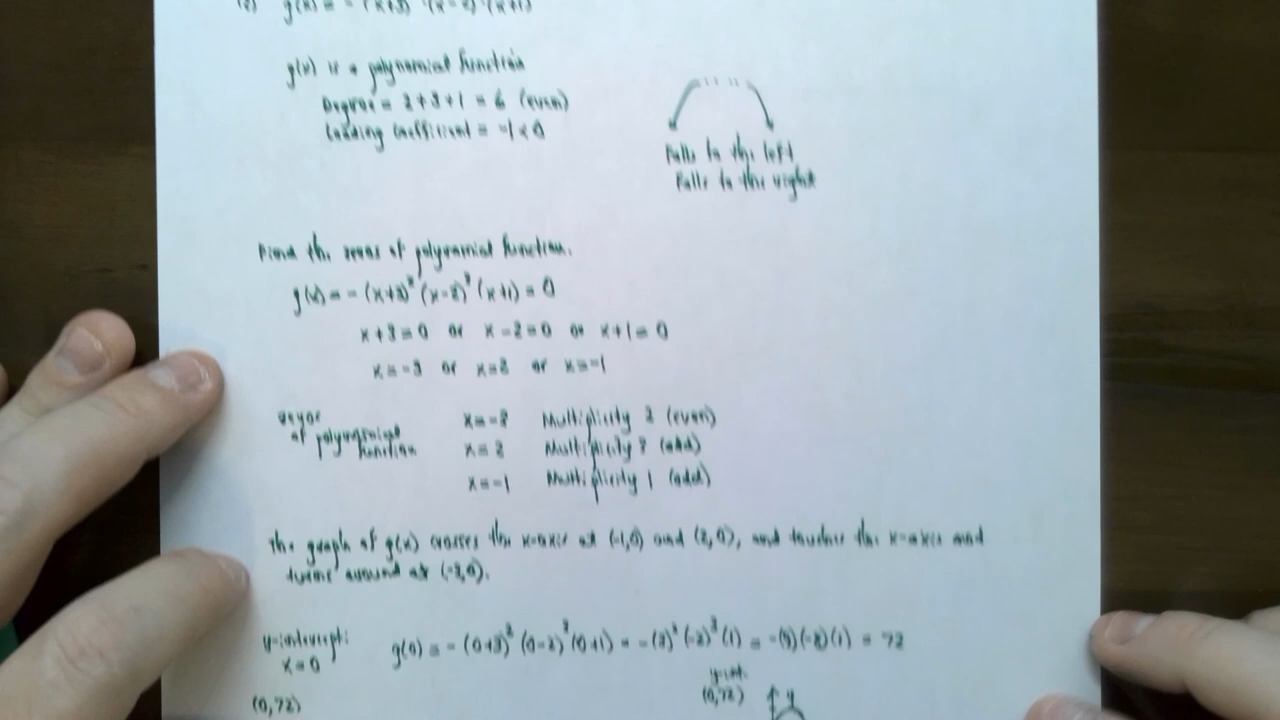 g(x) = - (x+3)² (x-2)³ (x+1)
g(x) is a polynomial function
Degree = 2+3+1 = 6 (even)
Leading coefficient = -1 < 0
Falls to the left
Falls to the right
Find the zeros of polynomial function.
g(x) = - (x+3)² (x-2)³ (x+1) = 0
x+3=0 or x-2=0 or x+1=0
x=-3 or x=2 or x=-1
zeros
of polynomial
function
x=-3 Multiplicity 2 (even)
x=2 Multiplicity 3 (odd)
x=-1 Multiplicity 1 (odd)
The graph of g(x) crosses the x-axis at (-1,0) and (2,0), and touches the x-axis and
turns around at (-3,0).
y-intercept:
x=0
g(0) = - (0+3)² (0-2)³ (0+1) = - (3)² (-2)³ (1) = -(9)(-8)(1) = 72
(0,72)
y-int.
(0,72)
y